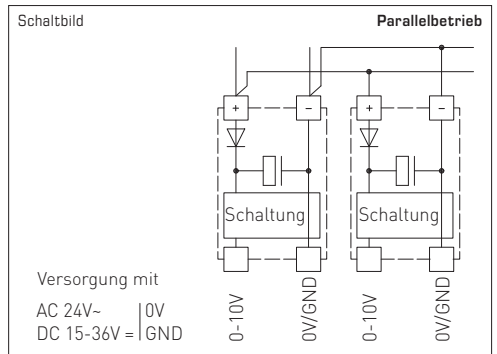 Schaltbild
Parallelbetrieb
+ – + –
Schaltung Schaltung
Versorgung mit
AC 24V~ | 0V
DC 15-36V = | GND
0-10V
0V/GND
0-10V
0V/GND